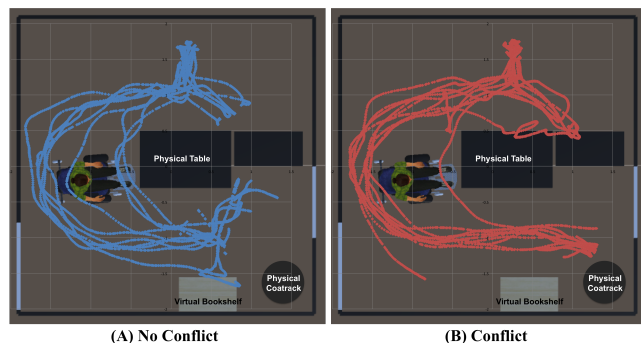 Physical Table
Physical
Coatrack
Virtual Bookshelf
(A) No Conflict
Physical Table
Physical
Coatrack
Virtual Bookshelf
(B) Conflict